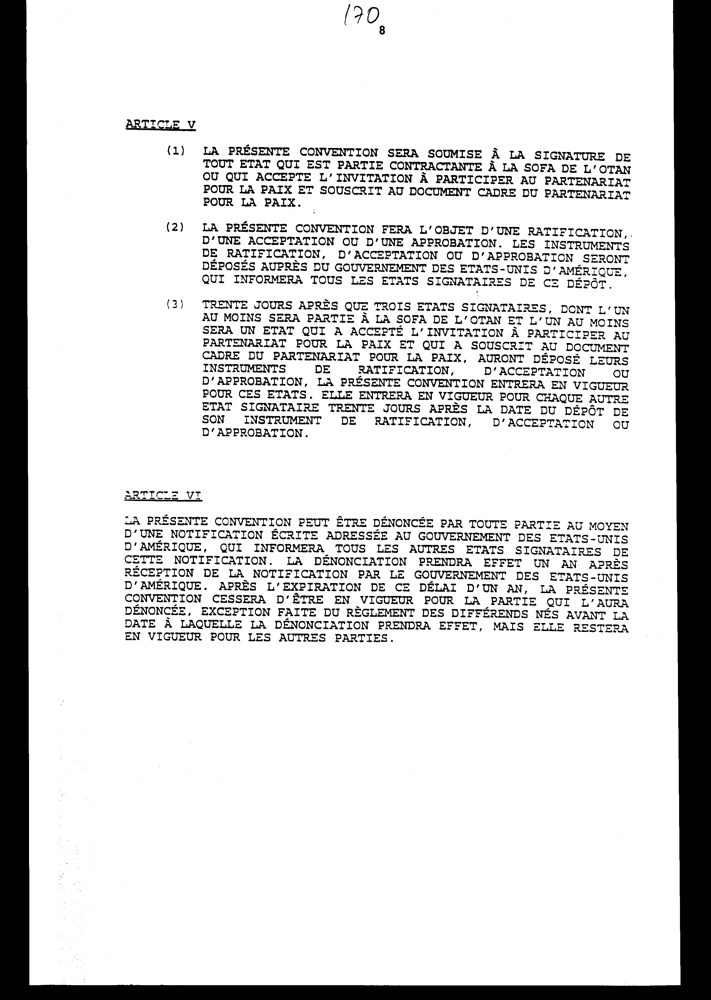 170
8
ARTICLE V
(1) LA PRÉSENTE CONVENTION SERA SOUMISE À LA SIGNATURE DE
TOUT ETAT QUI EST PARTIE CONTRACTANTE À LA SOFA DE L'OTAN
OU QUI ACCEPTE L'INVITATION À PARTICIPER AU PARTENARIAT
POUR LA PAIX ET SOUSCRIT AU DOCUMENT CADRE DU PARTENARIAT
POUR LA PAIX.
(2) LA PRÉSENTE CONVENTION FERA L'OBJET D'UNE RATIFICATION,
D'UNE ACCEPTATION OU D'UNE APPROBATION. LES INSTRUMENTS
DE RATIFICATION, D'ACCEPTATION OU D'APPROBATION SERONT
DÉPOSÉS AUPRÈS DU GOUVERNEMENT DES ETATS-UNIS D'AMÉRIQUE,
QUI INFORMERA TOUS LES ETATS SIGNATAIRES DE CE DÉPÔT.
(3) TRENTE JOURS APRÈS QUE TROIS ETATS SIGNATAIRES, DONT L'UN
AU MOINS SERA PARTIE À LA SOFA DE L'OTAN ET L'UN AU MOINS
SERA UN ETAT QUI A ACCEPTÉ L'INVITATION À PARTICIPER AU
PARTENARIAT POUR LA PAIX ET QUI A SOUSCRIT AU DOCUMENT
CADRE DU PARTENARIAT POUR LA PAIX, AURONT DÉPOSÉ LEURS
INSTRUMENTS DE RATIFICATION, D'ACCEPTATION OU
D'APPROBATION, LA PRÉSENTE CONVENTION ENTRERA EN VIGUEUR
POUR CES ETATS. ELLE ENTRERA EN VIGUEUR POUR CHAQUE AUTRE
ETAT SIGNATAIRE TRENTE JOURS APRÈS LA DATE DU DÉPÔT DE
SON INSTRUMENT DE RATIFICATION, D'ACCEPTATION OU
D'APPROBATION.
ARTICLE VI
LA PRÉSENTE CONVENTION PEUT ÊTRE DÉNONCÉE PAR TOUTE PARTIE AU MOYEN
D'UNE NOTIFICATION ÉCRITE ADRESSÉE AU GOUVERNEMENT DES ETATS-UNIS
D'AMÉRIQUE, QUI INFORMERA TOUS LES AUTRES ETATS SIGNATAIRES DE
CETTE NOTIFICATION. LA DÉNONCIATION PRENDRA EFFET UN AN APRÈS
RÉCEPTION DE LA NOTIFICATION PAR LE GOUVERNEMENT DES ETATS-UNIS
D'AMÉRIQUE. APRÈS L'EXPIRATION DE CE DÉLAI D'UN AN, LA PRÉSENTE
CONVENTION CESSERA D'ÊTRE EN VIGUEUR POUR LA PARTIE QUI L'AURA
DÉNONCÉE, EXCEPTION FAITE DU RÈGLEMENT DES DIFFÉRENDS NÉS AVANT LA
DATE À LAQUELLE LA DÉNONCIATION PRENDRA EFFET, MAIS ELLE RESTERA
EN VIGUEUR POUR LES AUTRES PARTIES.